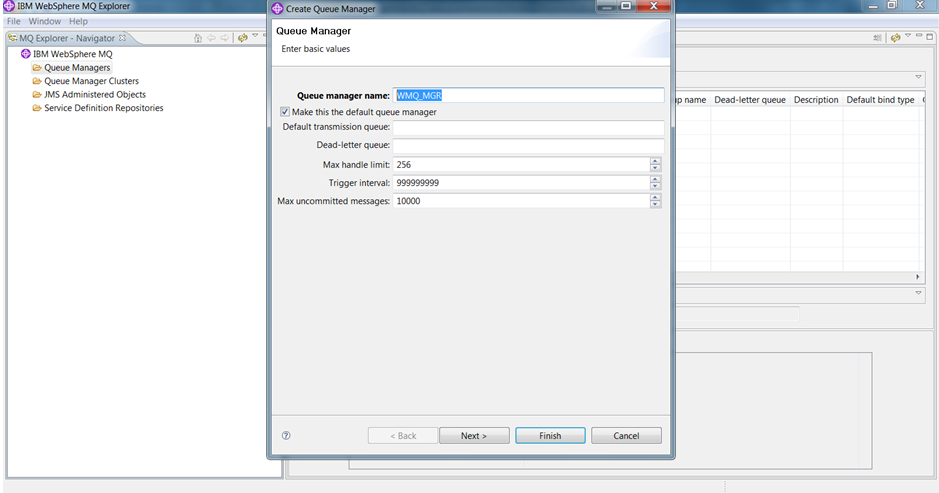 IBM WebSphere MQ Explorer
File Window Help
MQ Explorer - Navigator
IBM WebSphere MQ
Queue Managers
Queue Manager Clusters
JMS Administered Objects
Service Definition Repositories
Create Queue Manager
Queue Manager
Enter basic values
Queue manager name: WMQ_MGR
Make this the default queue manager
Default transmission queue:
Dead-letter queue:
Max handle limit: 256
Trigger interval: 999999999
Max uncommitted messages: 10000
< Back Next > Finish Cancel
name Dead-letter queue Description Default bind type